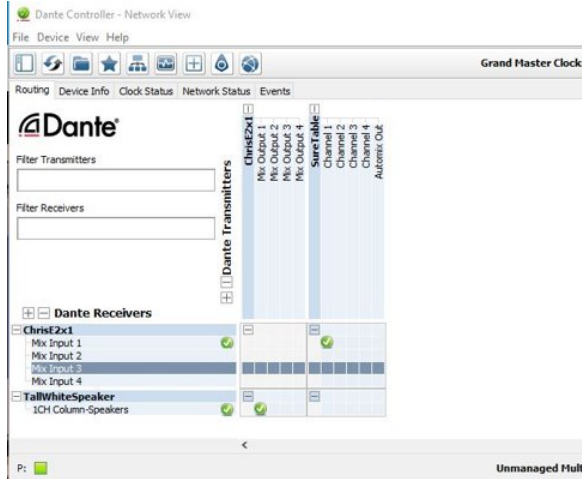 Dante Controller - Network View
File Device View Help
Grand Master Clock
Routing Device Info Clock Status Network Status Events
Dante®
Filter Transmitters
Filter Receivers
Dante Transmitters
ChrisE2x1
Mix Output 1
Mix Output 2
Mix Output 3
Mix Output 4
SureTable
Channel 1
Channel 2
Channel 3
Channel 4
Automix Out
Dante Receivers
ChrisE2x1
Mix Input 1
Mix Input 2
Mix Input 3
Mix Input 4
TallWhiteSpeaker
1CH Column-Speakers
P:
Unmanaged Mult